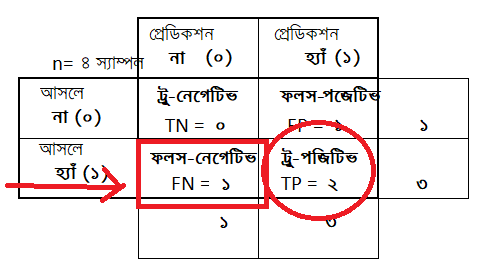 প্রেডিকশন প্রেডিকশন
n= ৪ স্যাম্পল না (০) হ্যাঁ (১)
আসলে ট্রু-নেগেটিভ ফলস-পজেটিভ
না (০) TN = ০ FP = ১ ১
আসলে ফলস-নেগেটিভ ট্রু-পজিটিভ
হ্যাঁ (১) FN = ১ TP = ২ ৩
১ ৩